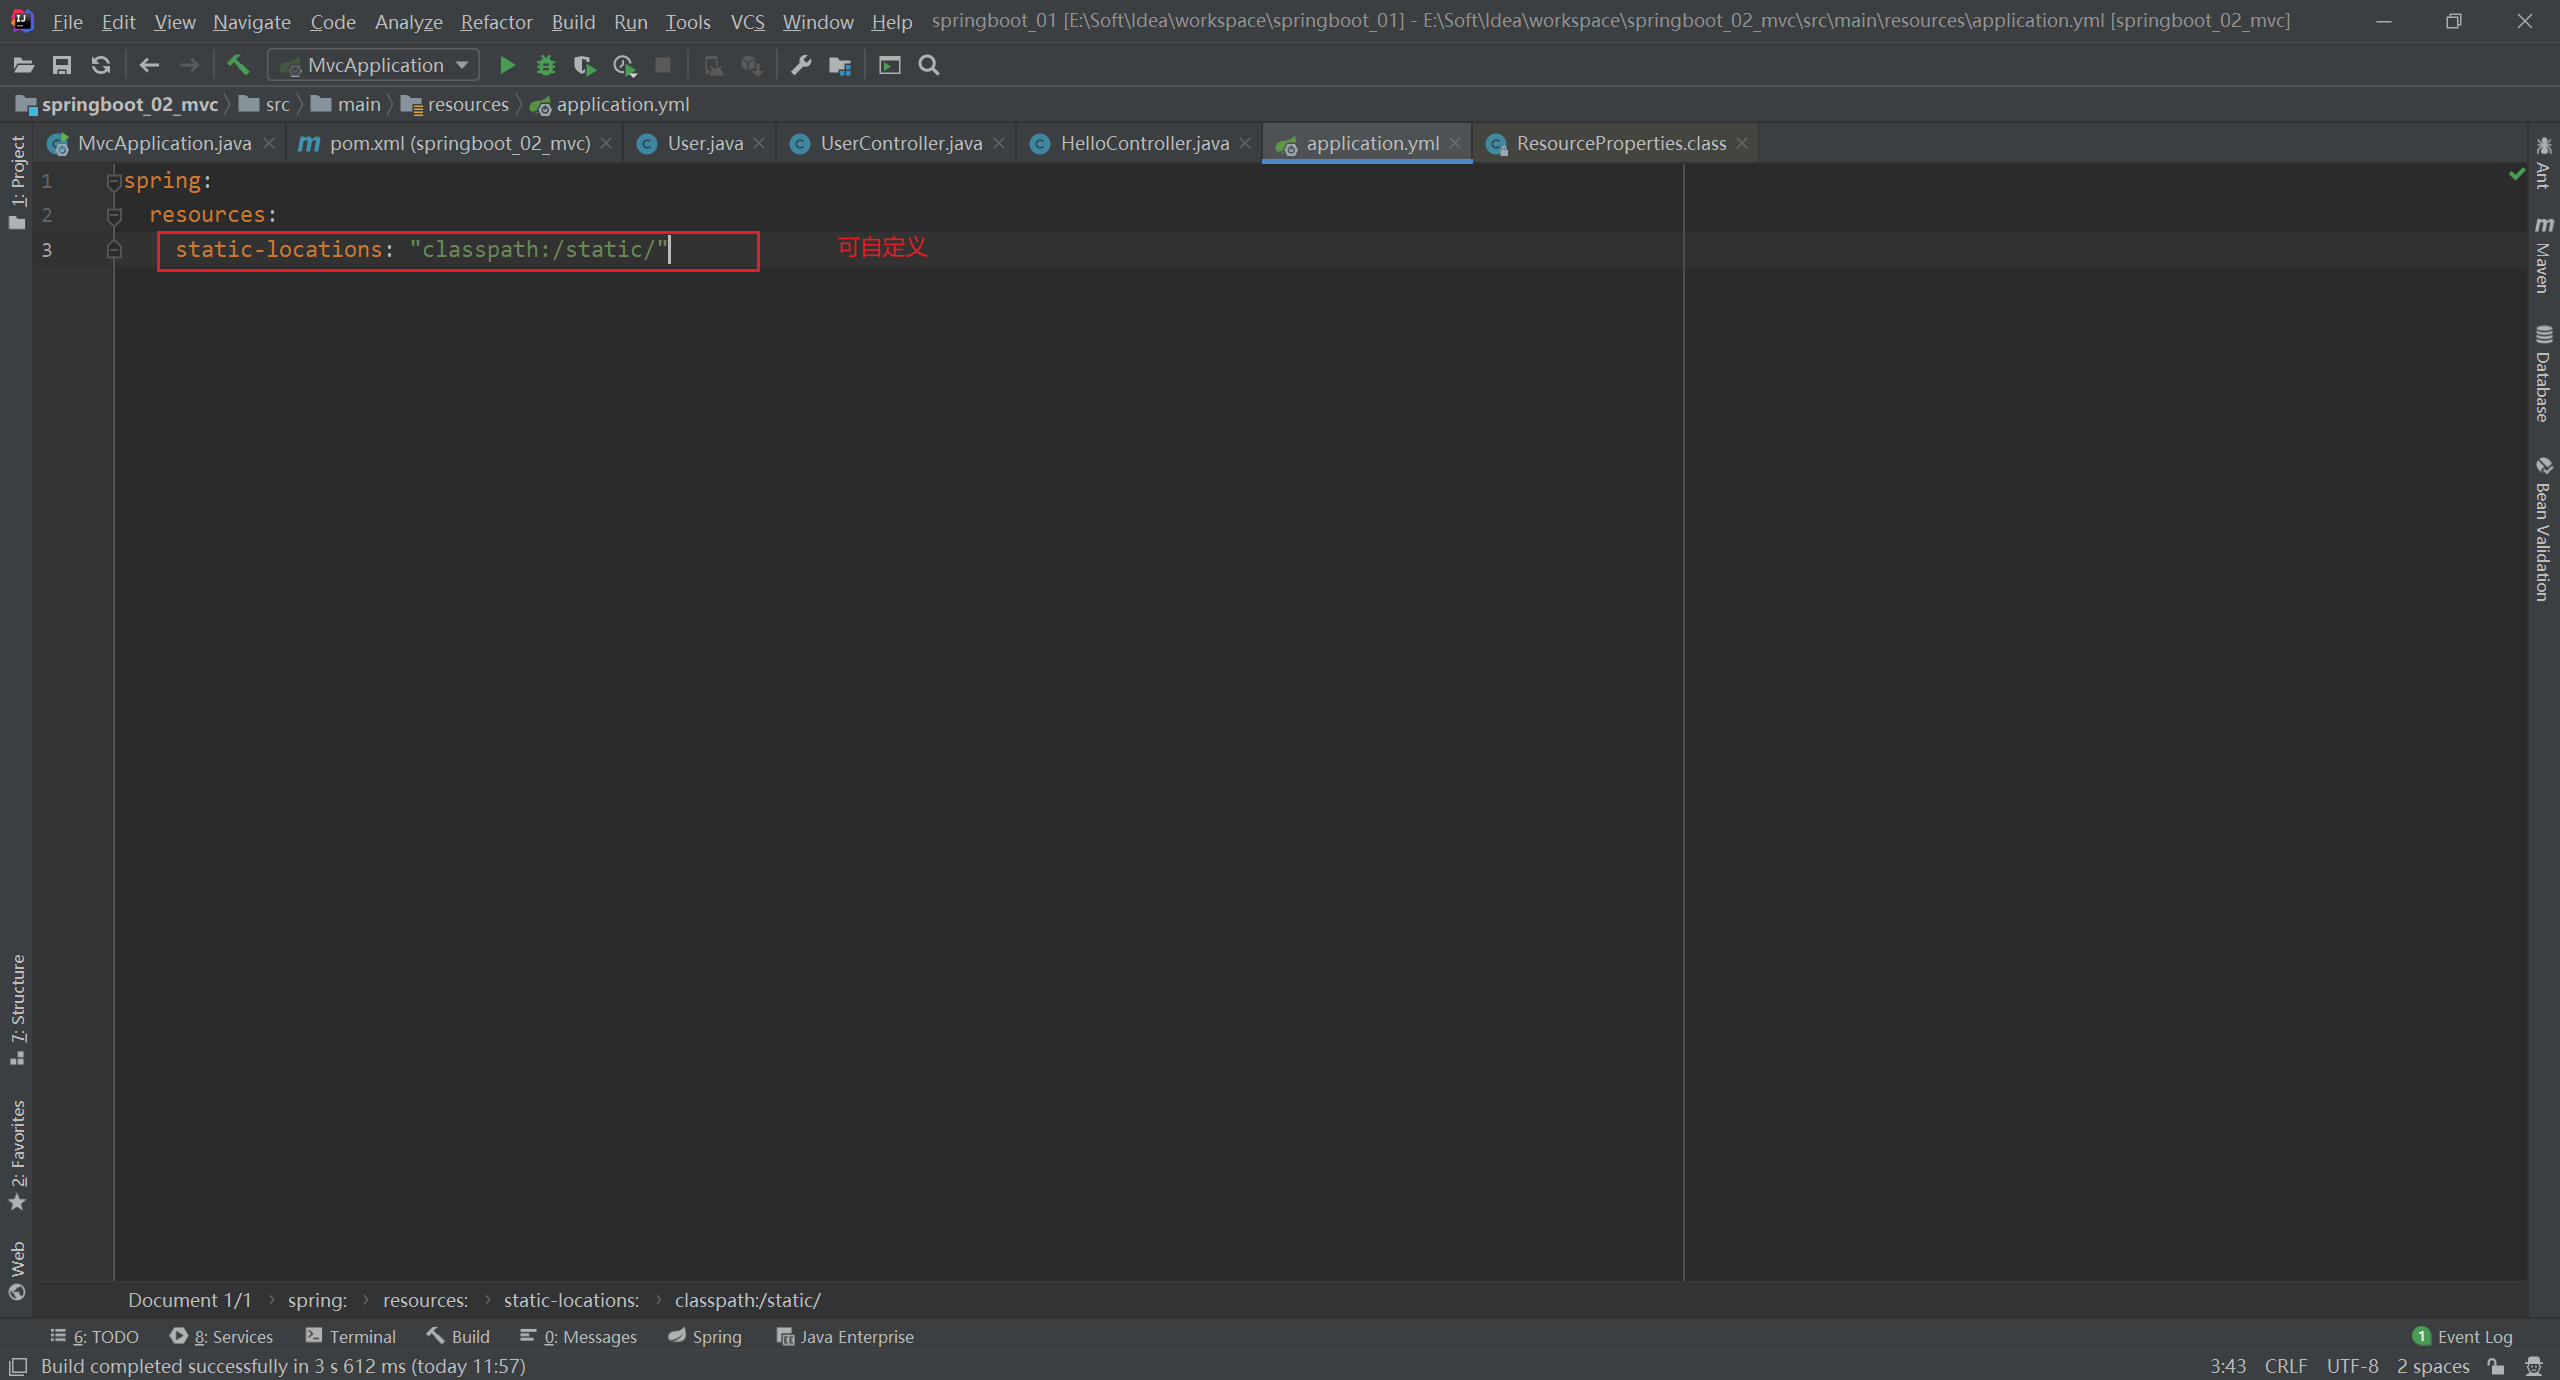 File Edit View Navigate Code Analyze Refactor Build Run Tools VCS Window Help springboot_01 [E:\Soft\Idea\workspace\springboot_01] - E:\Soft\Idea\workspace\springboot_02_mvc\src\main\resources\application.yml [springboot_02_mvc]
MvcApplication
springboot_02_mvc src main resources application.yml
MvcApplication.java pom.xml (springboot_02_mvc) User.java UserController.java HelloController.java application.yml ResourceProperties.class
1 spring:
2 resources:
3 static-locations: "classpath:/static/" 可自定义
1: Project
7: Structure
2: Favorites
Web
Ant
Maven
Database
Bean Validation
Document 1/1 › spring: › resources: › static-locations: › classpath:/static/
6: TODO 8: Services Terminal Build 0: Messages Spring Java Enterprise 1 Event Log
Build completed successfully in 3 s 612 ms (today 11:57) 3:43 CRLF UTF-8 2 spaces